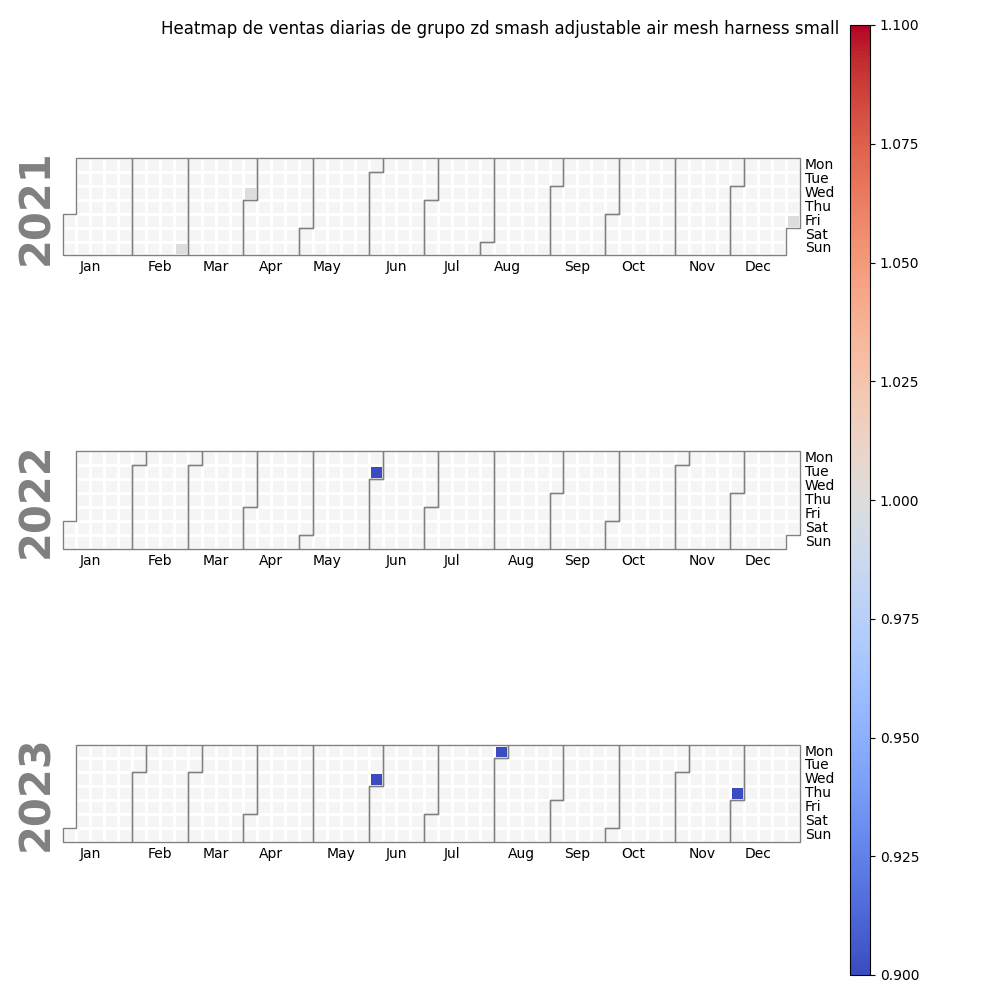 Heatmap de ventas diarias de grupo zd smash adjustable air mesh harness small
1.100
1.075
1.050
1.025
1.000
0.975
0.950
0.925
0.900
2021
Mon
Tue
Wed
Thu
Fri
Sat
Sun
Jan Feb Mar Apr May Jun Jul Aug Sep Oct Nov Dec
2022
Mon
Tue
Wed
Thu
Fri
Sat
Sun
Jan Feb Mar Apr May Jun Jul Aug Sep Oct Nov Dec
2023
Mon
Tue
Wed
Thu
Fri
Sat
Sun
Jan Feb Mar Apr May Jun Jul Aug Sep Oct Nov Dec